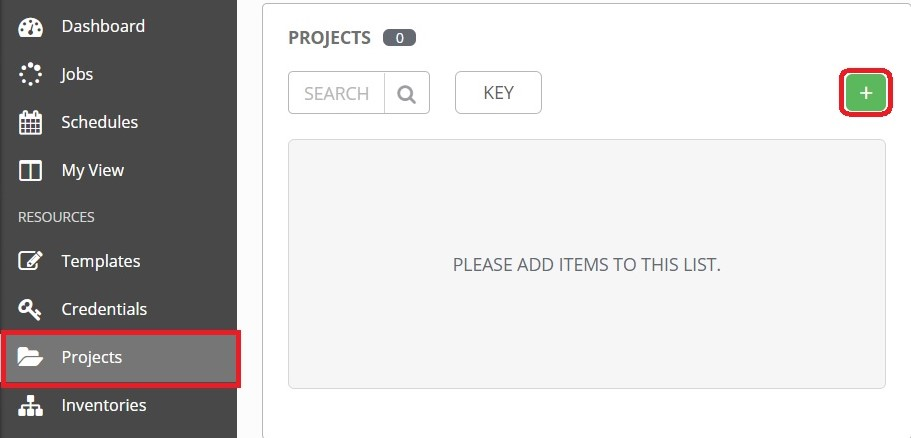 Dashboard
Jobs
Schedules
My View
RESOURCES
Templates
Credentials
Projects
Inventories
PROJECTS 0
SEARCH
KEY
+
PLEASE ADD ITEMS TO THIS LIST.